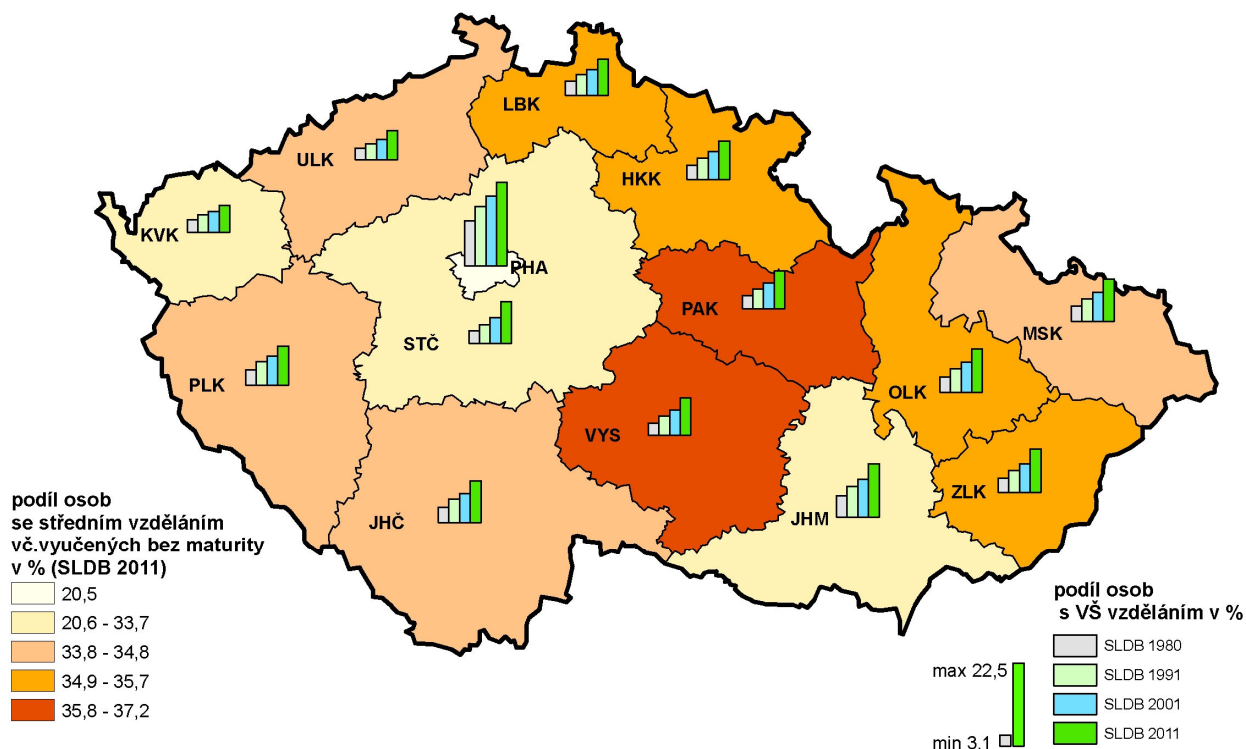 LBK
ULK
HKK
KVK
PHA
PAK
STČ
MSK
PLK
OLK
VYS
ZLK
JHČ
JHM
podíl osob
se středním vzděláním
vč.vyučených bez maturity
v % (SLDB 2011)
20,5
20,6 - 33,7
33,8 - 34,8
34,9 - 35,7
35,8 - 37,2
max 22,5
min 3,1
podíl osob
s VŠ vzděláním v %
SLDB 1980
SLDB 1991
SLDB 2001
SLDB 2011